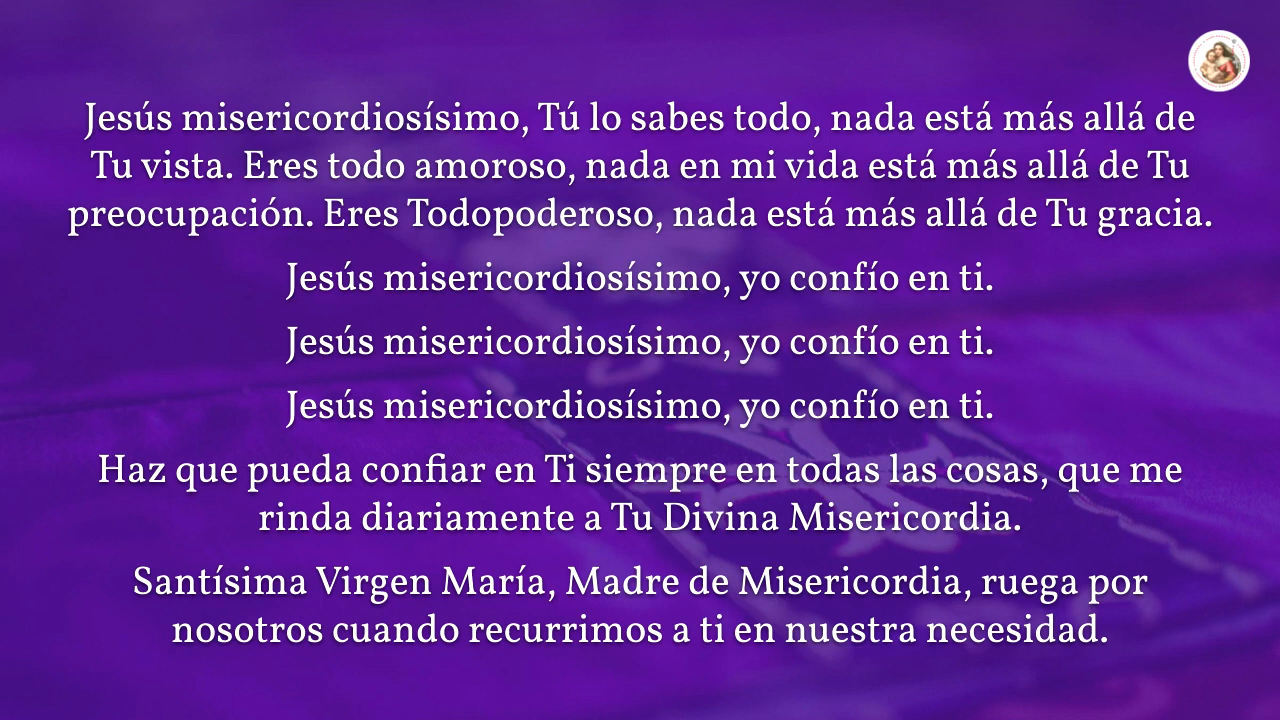 Jesús misericordiosísimo, Tú lo sabes todo, nada está más allá de
Tu vista. Eres todo amoroso, nada en mi vida está más allá de Tu
preocupación. Eres Todopoderoso, nada está más allá de Tu gracia.
Jesús misericordiosísimo, yo confío en ti.
Jesús misericordiosísimo, yo confío en ti.
Jesús misericordiosísimo, yo confío en ti.
Haz que pueda confiar en Ti siempre en todas las cosas, que me
rinda diariamente a Tu Divina Misericordia.
Santísima Virgen María, Madre de Misericordia, ruega por
nosotros cuando recurrimos a ti en nuestra necesidad.